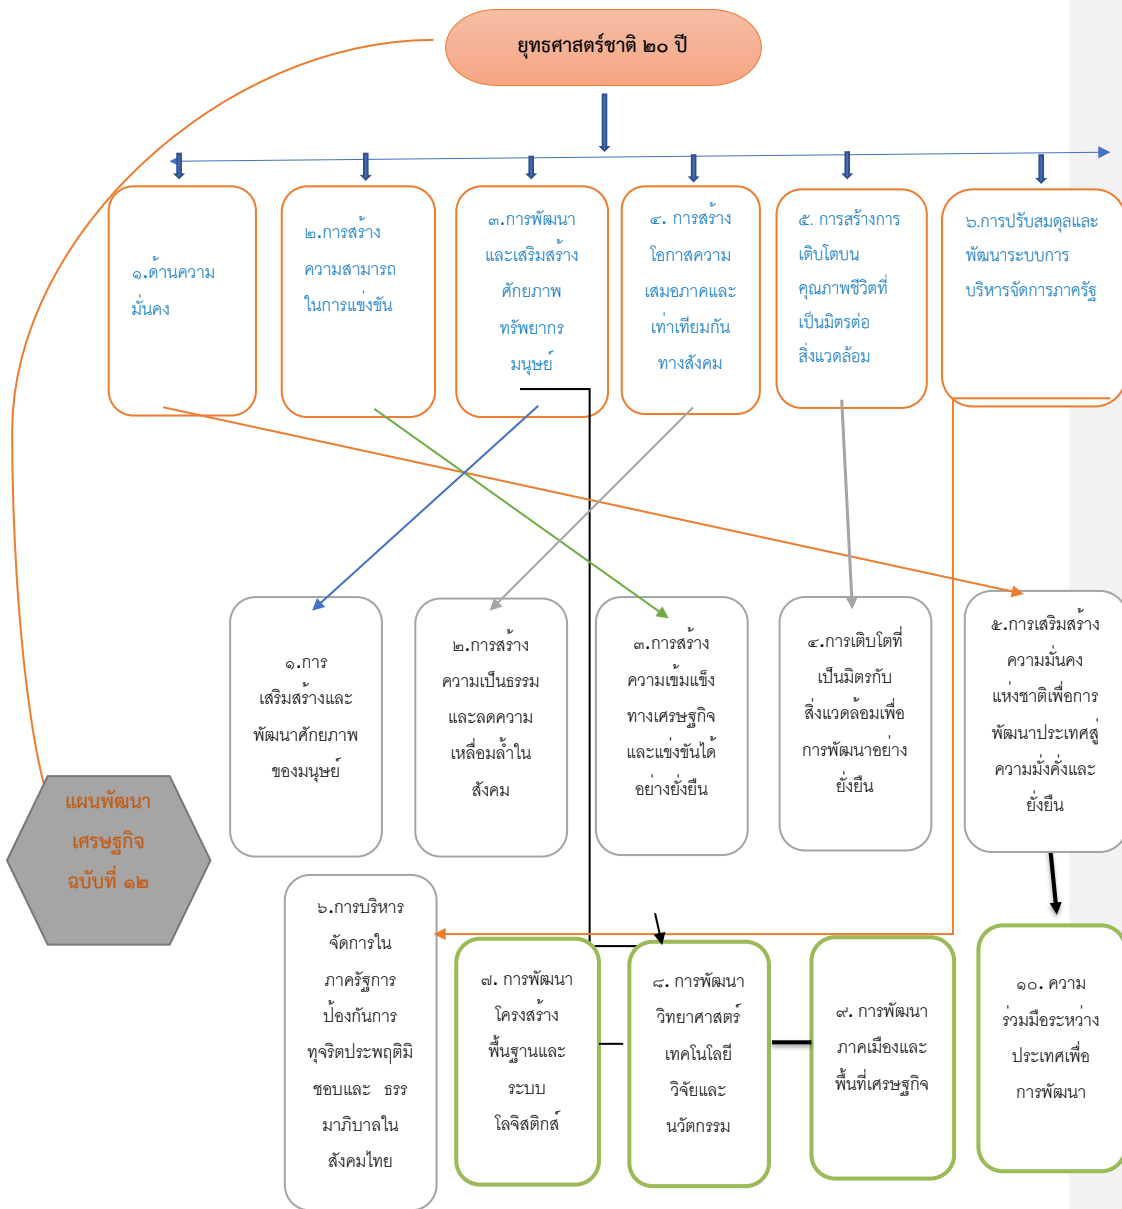 ยุทธศาสตร์ชาติ ๒๐ ปี
๑.ด้านความ
มั่นคง
๒.การสร้าง
ความสามารถ
ในการแข่งขัน
๓.การพัฒนา
และเสริมสร้าง
ศักยภาพ
ทรัพยากร
มนุษย์
๔. การสร้าง
โอกาสความ
เสมอภาคและ
เท่าเทียมกัน
ทางสังคม
๕. การสร้างการ
เติบโตบน
คุณภาพชีวิตที่
เป็นมิตรต่อ
สิ่งแวดล้อม
๖.การปรับสมดุลและ
พัฒนาระบบการ
บริหารจัดการภาครัฐ
๑.การ
เสริมสร้างและ
พัฒนาศักยภาพ
ของมนุษย์
๒.การสร้าง
ความเป็นธรรม
และลดความ
เหลื่อมล้ำใน
สังคม
๓.การสร้าง
ความเข้มแข็ง
ทางเศรษฐกิจ
และแข่งขันได้
อย่างยั่งยืน
๔.การเติบโตที่
เป็นมิตรกับ
สิ่งแวดล้อมเพื่อ
การพัฒนาอย่าง
ยั่งยืน
๕.การเสริมสร้าง
ความมั่นคง
แห่งชาติเพื่อการ
พัฒนาประเทศสู่
ความมั่งคั่งและ
ยั่งยืน
แผนพัฒนา
เศรษฐกิจ
ฉบับที่ ๑๒
๖.การบริหาร
จัดการใน
ภาครัฐการ
ป้องกันการ
ทุจริตประพฤติมิ
ชอบและ ธรร
มาภิบาลใน
สังคมไทย
๗. การพัฒนา
โครงสร้าง
พื้นฐานและ
ระบบ
โลจิสติกส์
๘. การพัฒนา
วิทยาศาสตร์
เทคโนโลยี
วิจัยและ
นวัตกรรม
๙. การพัฒนา
ภาคเมืองและ
พื้นที่เศรษฐกิจ
๑๐. ความ
ร่วมมือระหว่าง
ประเทศเพื่อ
การพัฒนา